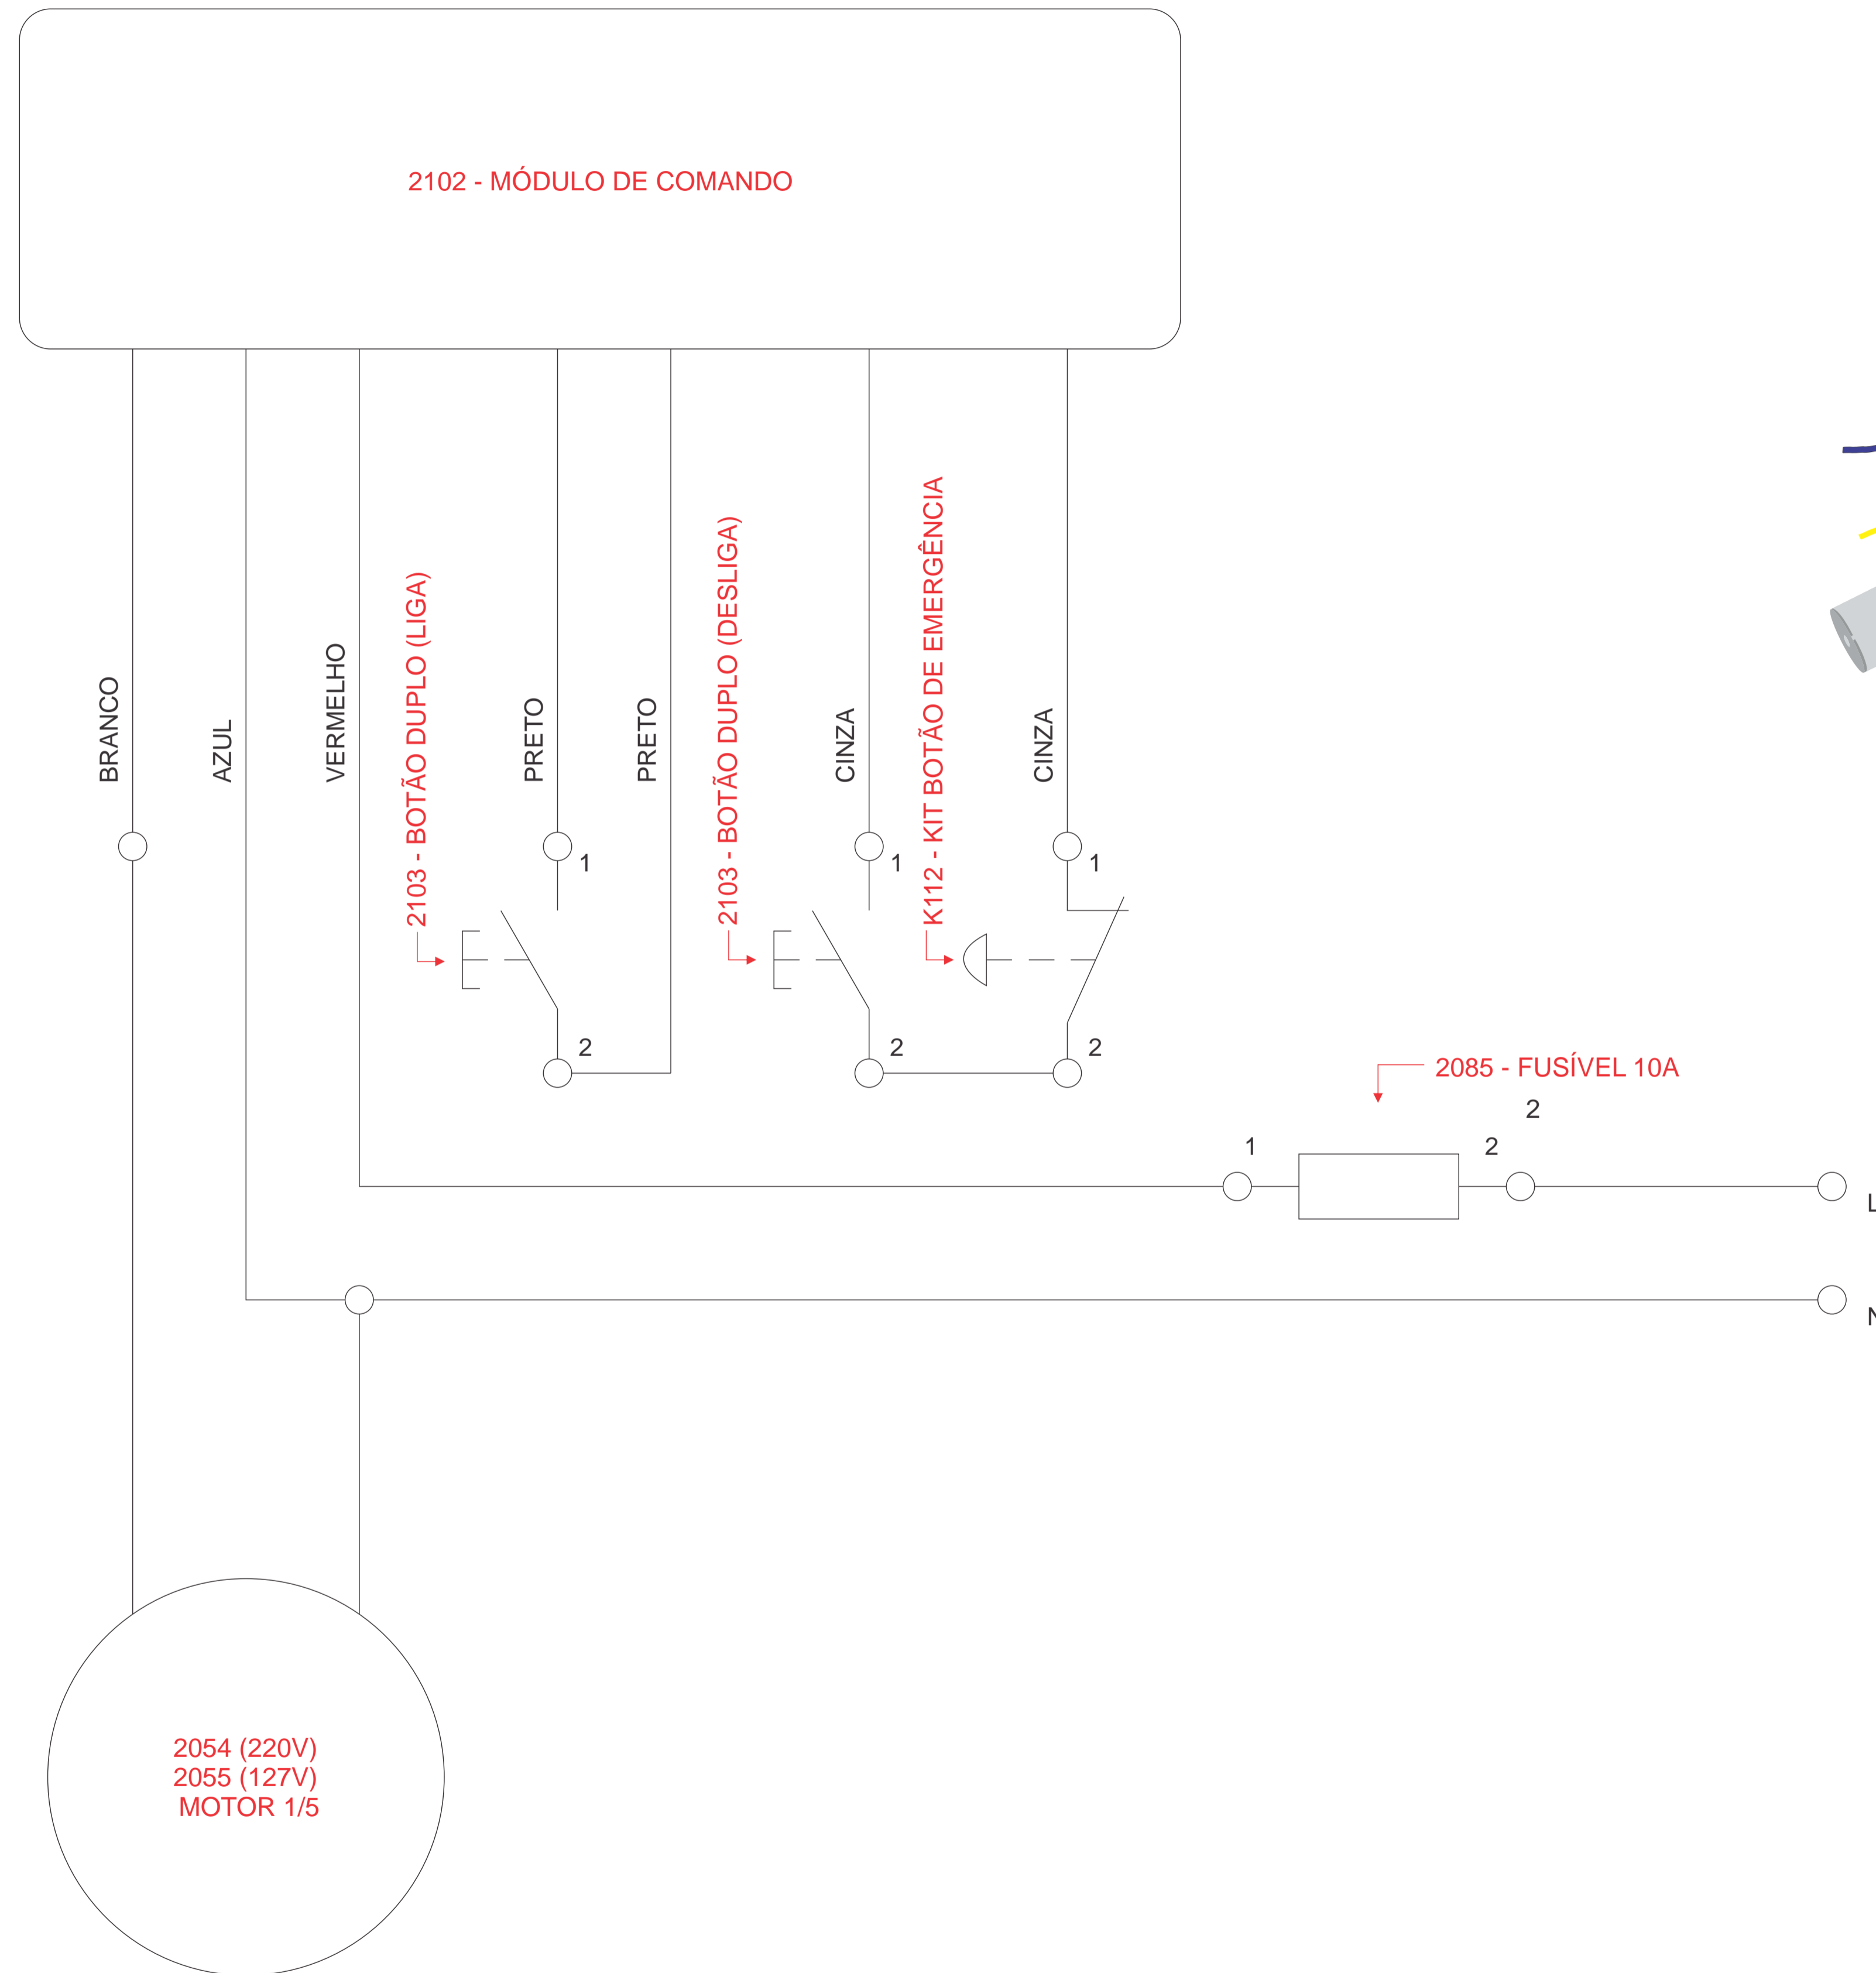 2102 - MÓDULO DE COMANDO
BRANCO
AZUL
VERMELHO
2103 - BOTÃO DUPLO (LIGA)
PRETO
PRETO
2103 - BOTÃO DUPLO (DESLIGA)
CINZA
K112 - KIT BOTÃO DE EMERGÊNCIA
CINZA
1
1
1
2
2
2
2085 - FUSÍVEL 10A
2
1
2
L
2054 (220V)
2055 (127V)
MOTOR 1/5